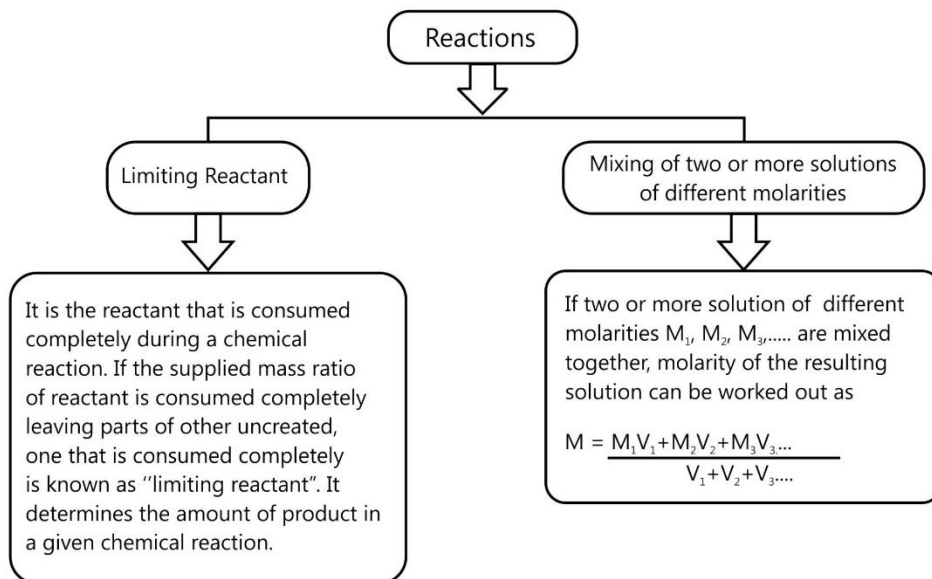 Reactions
Limiting Reactant
Mixing of two or more solutions
of different molarities
It is the reactant that is consumed
completely during a chemical
reaction. If the supplied mass ratio
of reactant is consumed completely
leaving parts of other uncreated,
one that is consumed completely
is known as ‘‘limiting reactant”. It
determines the amount of product in
a given chemical reaction.
If two or more solution of different
molarities M₁, M₂, M₃,..... are mixed
together, molarity of the resulting
solution can be worked out as
M = M₁V₁+M₂V₂+M₃V₃....
V₁+V₂+V₃....